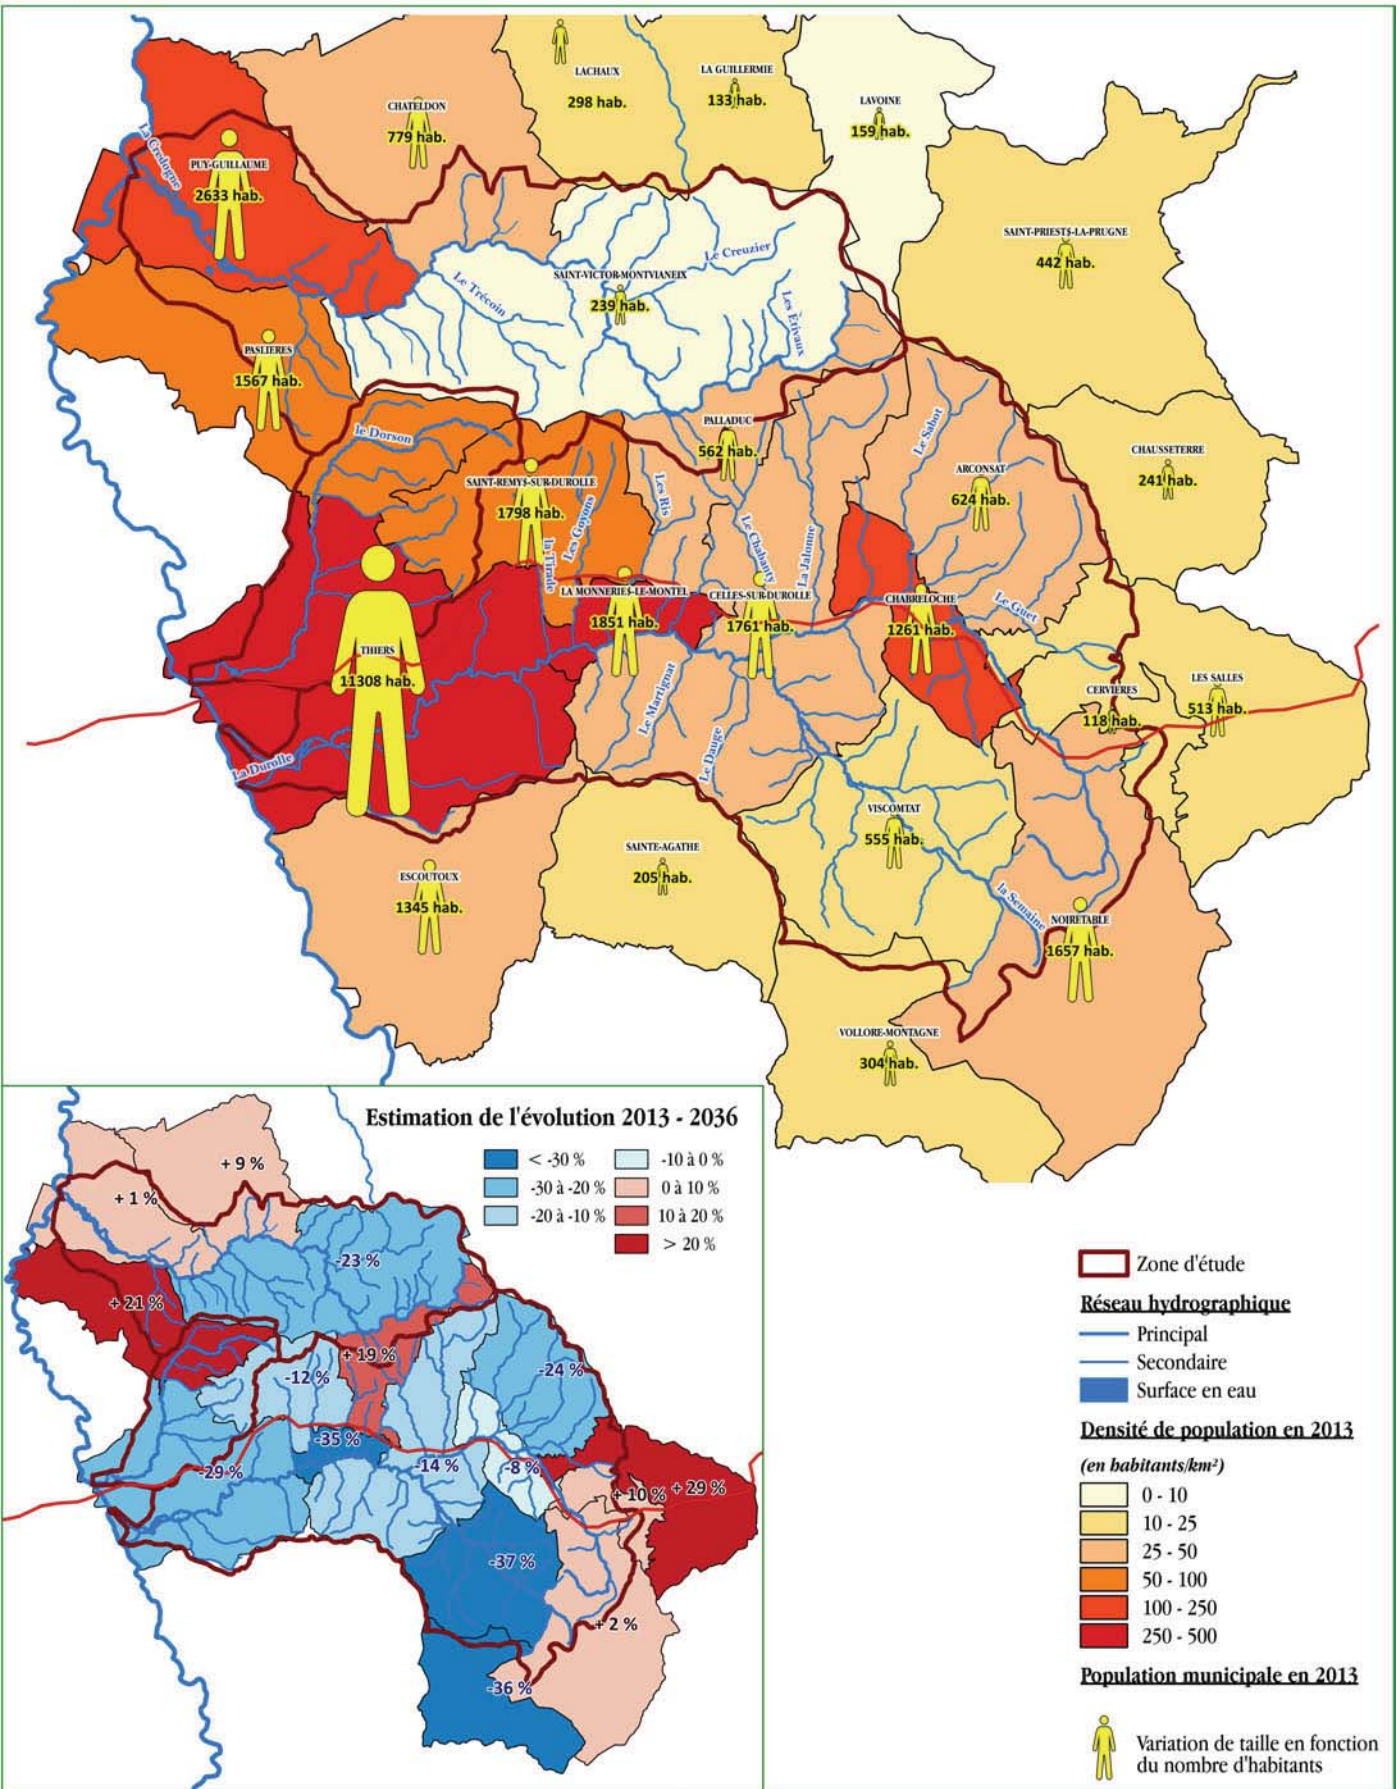 LACHAUX
298 hab.
LA GUILLERMIE
133 hab.
LAVOINE
159 hab.
CHATELDON
779 hab.
La Credogne
PUY-GUILLAUME
2633 hab.
SAINT-PRIEST$-LA-PRUGNE
442 hab.
Le Creuzier
SAINT-VICTOR-MONTVIANEIX
239 hab.
Le Trécoin
Les Étivaux
PASLIERES
1567 hab.
le Dorson
PALLADUC
562 hab.
Le Sabot
CHAUSSETERRE
241 hab.
ARCONSAT
624 hab.
SAINT-REMY$-SUR-DUROLLE
1798 hab.
Les Goyons
Les Ris
la Tirade
Le Chabanty
La Jalonne
LA MONNERIE$-LE-MONTEL
1851 hab.
CELLES-SUR-DUROLLE
1761 hab.
CHABRELOCHE
1261 hab.
Le Guet
THIERS
11308 hab.
Le Martignat
Le Dauge
CERVIERES
118 hab.
LES SALLES
513 hab.
La Durolle
VISCOMTAT
555 hab.
SAINTE-AGATHE
205 hab.
ESCOUTOUX
1345 hab.
la Semaine
NOIRETABLE
1657 hab.
VOLLORE-MONTAGNE
304 hab.
Estimation de l'évolution 2013 - 2036
< -30 %
-30 à -20 %
-20 à -10 %
-10 à 0 %
0 à 10 %
10 à 20 %
> 20 %
+ 9 %
+ 1 %
-23 %
+ 21 %
+ 19 %
-12 %
-24 %
-35 %
-29 %
-14 %
-8 %
+ 10 %
+ 29 %
-37 %
+ 2 %
-36 %
Zone d'étude
Réseau hydrographique
Principal
Secondaire
Surface en eau
Densité de population en 2013
(en habitants/km²)
0 - 10
10 - 25
25 - 50
50 - 100
100 - 250
250 - 500
Population municipale en 2013
Variation de taille en fonction
du nombre d'habitants